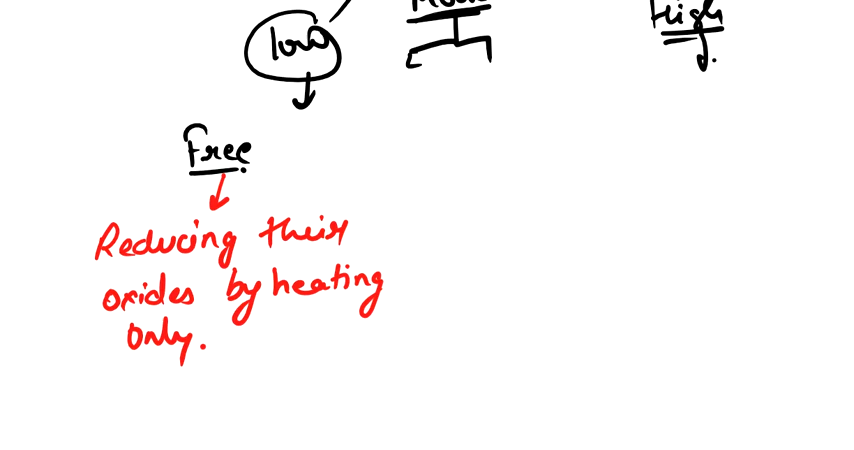 low
High
Free
Reducing their
oxides by heating
only.